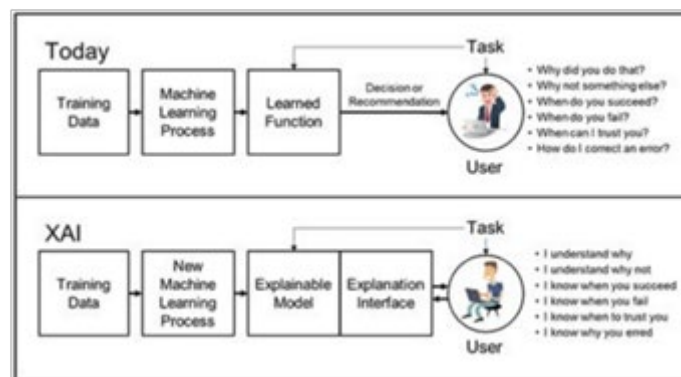 Today
Task
Training
Data
Machine
Learning
Process
Learned
Function
Decision or
Recommendation
User
• Why did you do that?
• Why not something else?
• When do you succeed?
• When do you fail?
• When can I trust you?
• How do I correct an error?
XAI
Task
Training
Data
New
Machine
Learning
Process
Explainable
Model
Explanation
Interface
User
• I understand why
• I understand why not
• I know when you succeed
• I know when you fail
• I know when to trust you
• I know why you erred